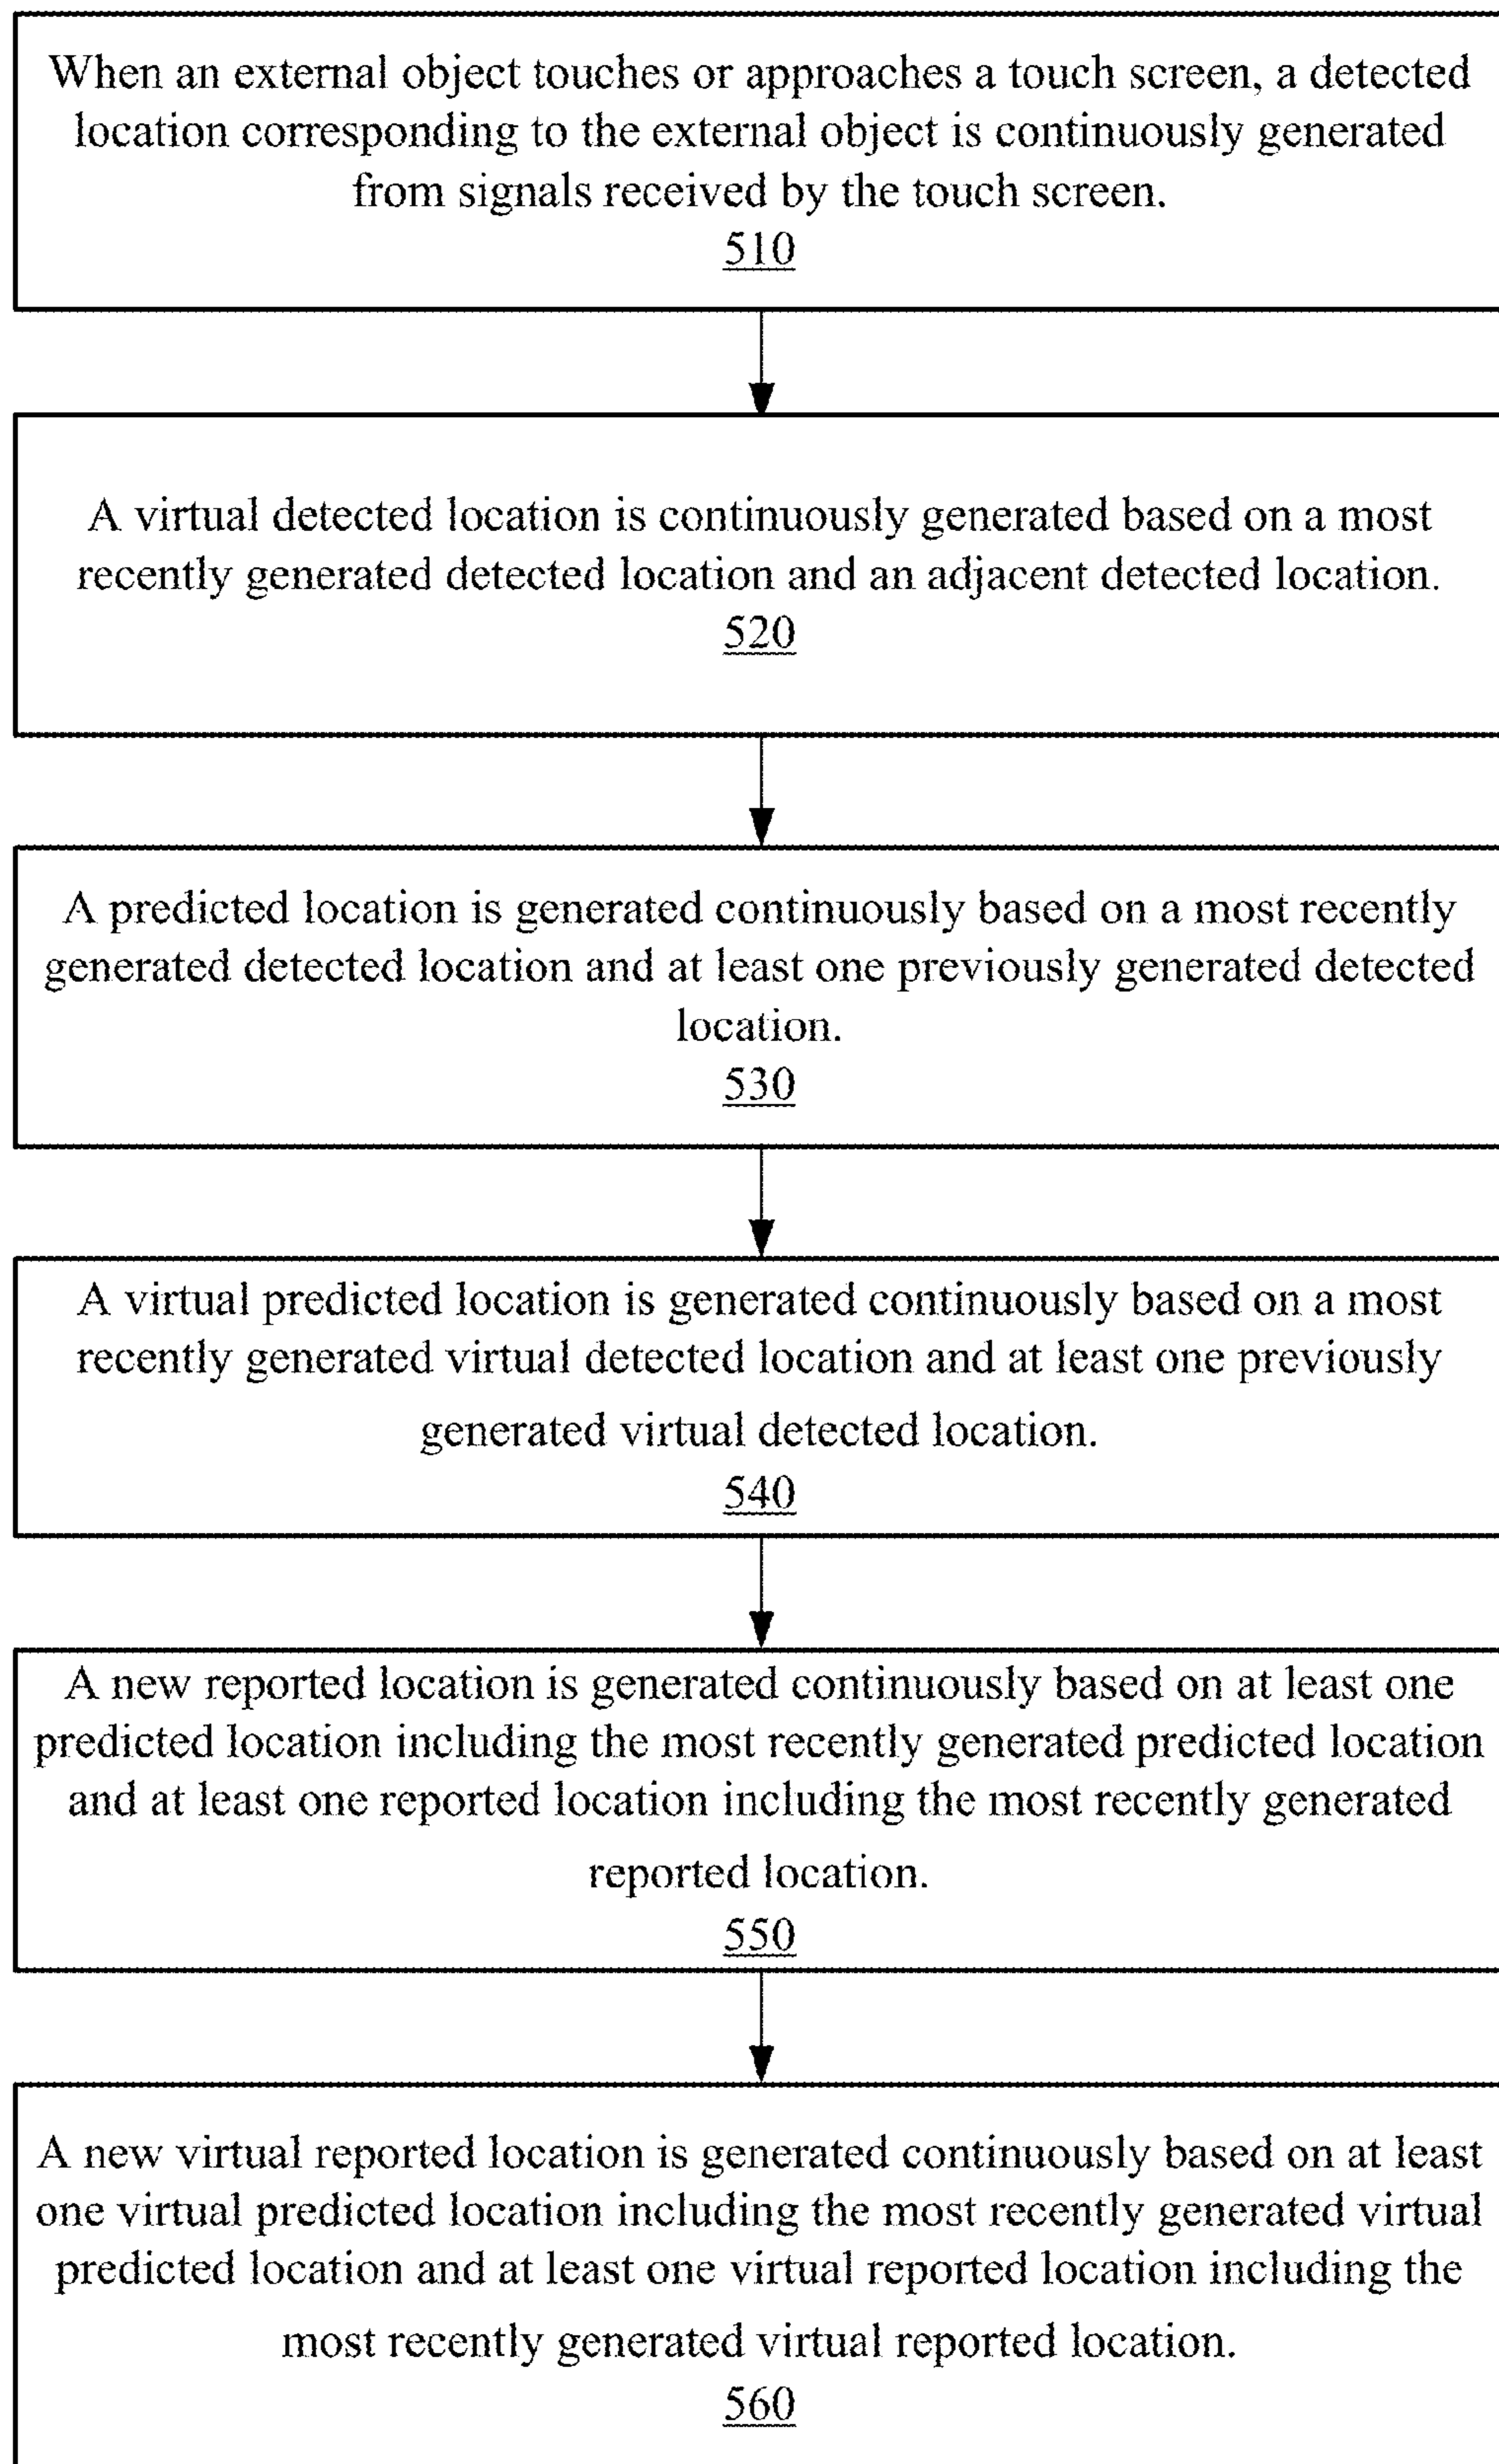 When an external object touches or approaches a touch screen, a detected
location corresponding to the external object is continuously generated
from signals received by the touch screen.
510
A virtual detected location is continuously generated based on a most
recently generated detected location and an adjacent detected location.
520
A predicted location is generated continuously based on a most recently
generated detected location and at least one previously generated detected
location.
530
A virtual predicted location is generated continuously based on a most
recently generated virtual detected location and at least one previously
generated virtual detected location.
540
A new reported location is generated continuously based on at least one
predicted location including the most recently generated predicted location
and at least one reported location including the most recently generated
reported location.
550
A new virtual reported location is generated continuously based on at least
one virtual predicted location including the most recently generated virtual
predicted location and at least one virtual reported location including the
most recently generated virtual reported location.
560